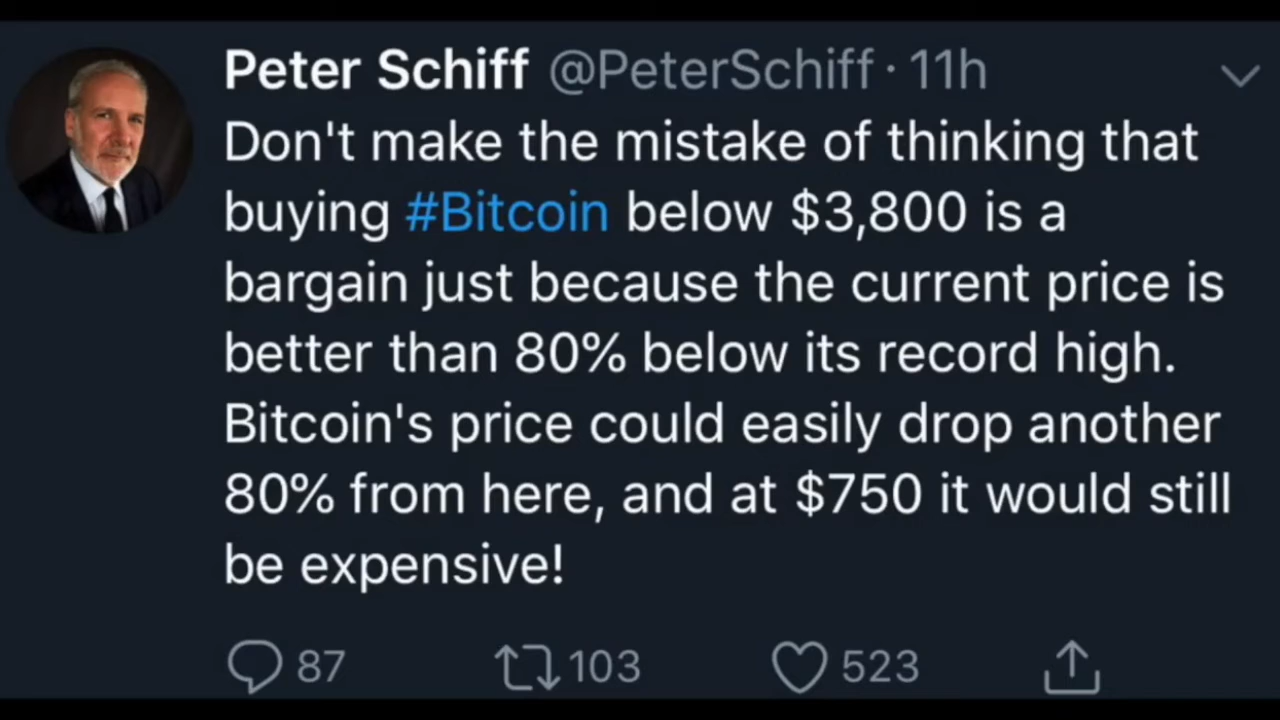 Peter Schiff @PeterSchiff · 11h
Don't make the mistake of thinking that
buying #Bitcoin below $3,800 is a
bargain just because the current price is
better than 80% below its record high.
Bitcoin's price could easily drop another
80% from here, and at $750 it would still
be expensive!
87 103 523